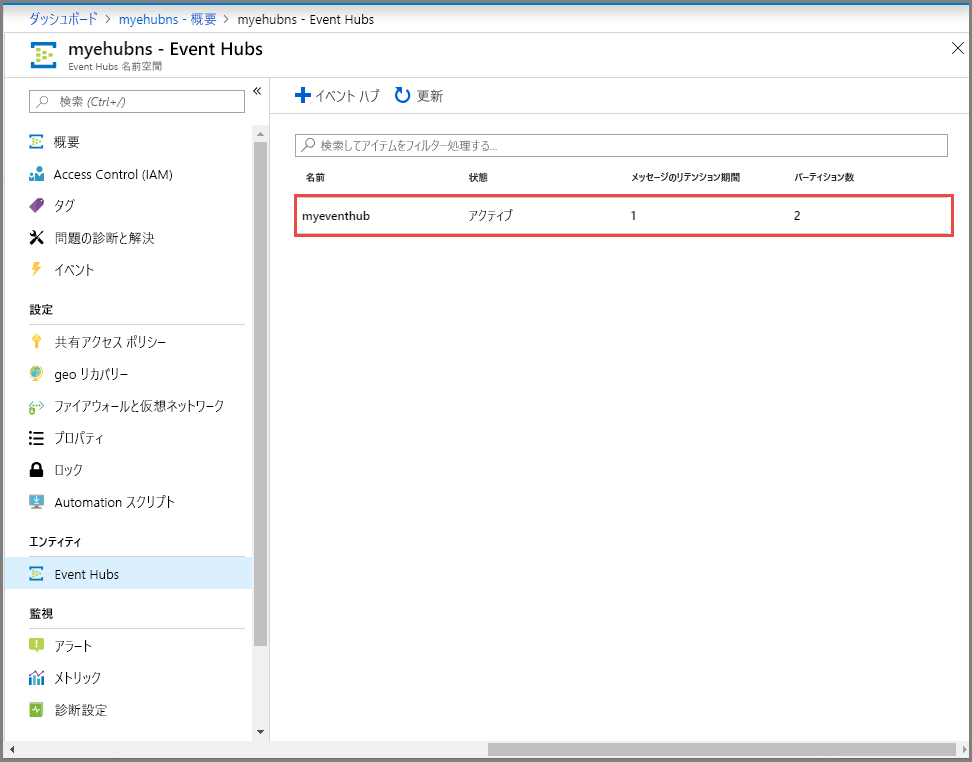 ダッシュボード > myehubns - 概要 > myehubns - Event Hubs
myehubns - Event Hubs
Event Hubs 名前空間
検索 (Ctrl+/)
概要
Access Control (IAM)
タグ
問題の診断と解決
イベント
設定
共有アクセス ポリシー
geo リカバリー
ファイアウォールと仮想ネットワーク
プロパティ
ロック
Automation スクリプト
エンティティ
Event Hubs
監視
アラート
メトリック
診断設定
イベント ハブ 更新
検索してアイテムをフィルター処理する...
名前 状態 メッセージのリテンション期間 パーティション数
myeventhub アクティブ 1 2